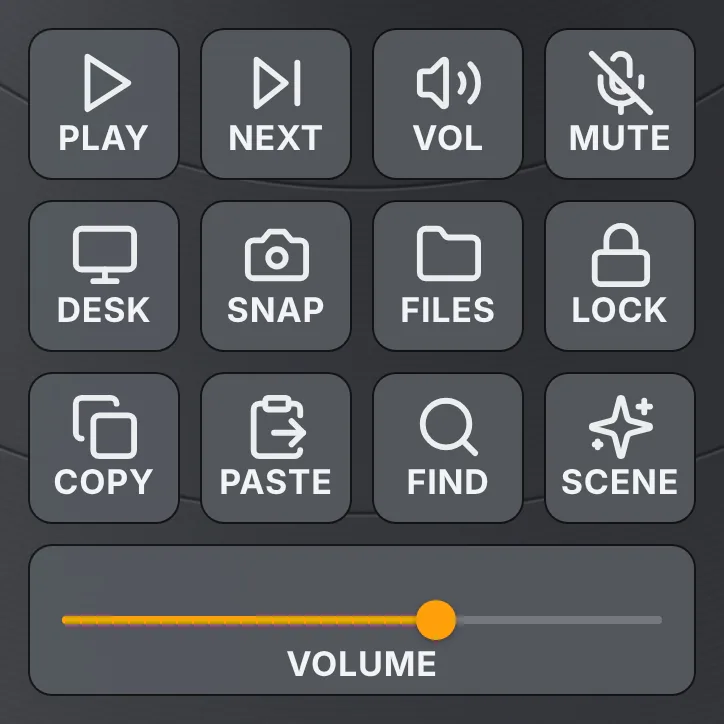 PLAY
NEXT
VOL
MUTE
DESK
SNAP
FILES
LOCK
COPY
PASTE
FIND
SCENE
VOLUME